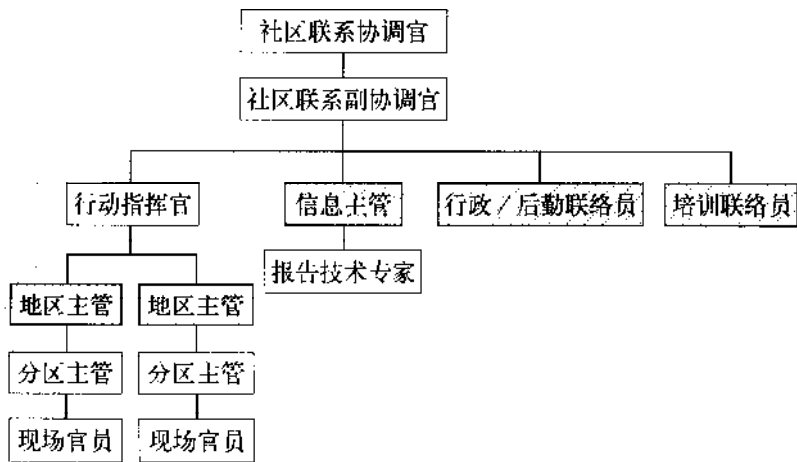 社区联系协调官
社区联系副协调官
行动指挥官
信息主管
行政／后勤联络员
培训联络员
报告技术专家
地区主管
地区主管
分区主管
分区主管
现场官员
现场官员